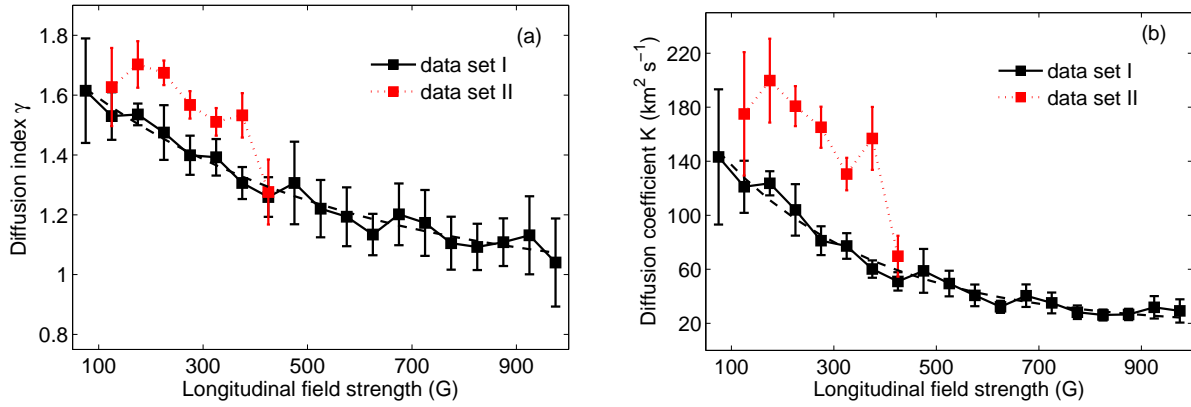 (a)
data set I
data set II
1.8
1.6
1.4
1.2
1
0.8
Diffusion index γ
100 300 500 700 900
Longitudinal field strength (G)
(b)
data set I
data set II
220
180
140
100
60
20
Diffusion coefficient K (km² s⁻¹)
100 300 500 700 900
Longitudinal field strength (G)